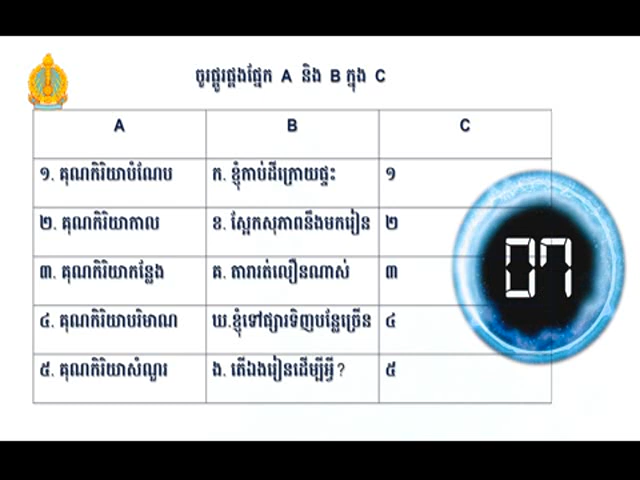 ចូរផ្គូរផ្គងផ្នែក A និង B ក្នុង C
A B C
១. គុណកិរិយាបំណែប ក. ខ្ញុំកាប់ដីក្រោយផ្ទះ ១
២. គុណកិរិយាកាល ខ. ស្អែកសុភាពនឹងមករៀន ២
៣. គុណកិរិយាកន្លែង គ. តារារត់លឿនណាស់ ៣
៤. គុណកិរិយាបរិមាណ ឃ.ខ្ញុំទៅផ្សារទិញបន្លែច្រើន ៤
៥. គុណកិរិយាសំណួរ ង. តើឯងរៀនដើម្បីអ្វី? ៥
07